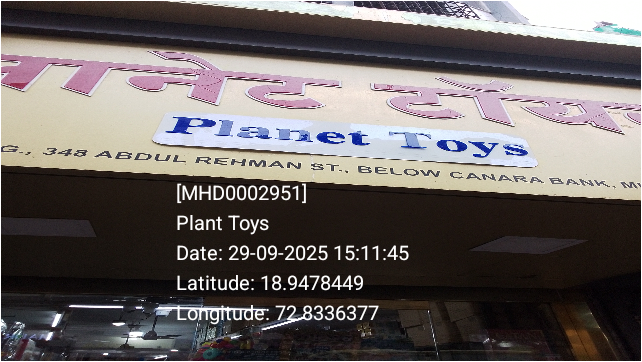 प्लानेट टॉयज
Planet Toys
G., 348 ABDUL REHMAN ST., BELOW CANARA BANK, M
[MHD0002951]
Plant Toys
Date: 29-09-2025 15:11:45
Latitude: 18.9478449
Longitude: 72.8336377